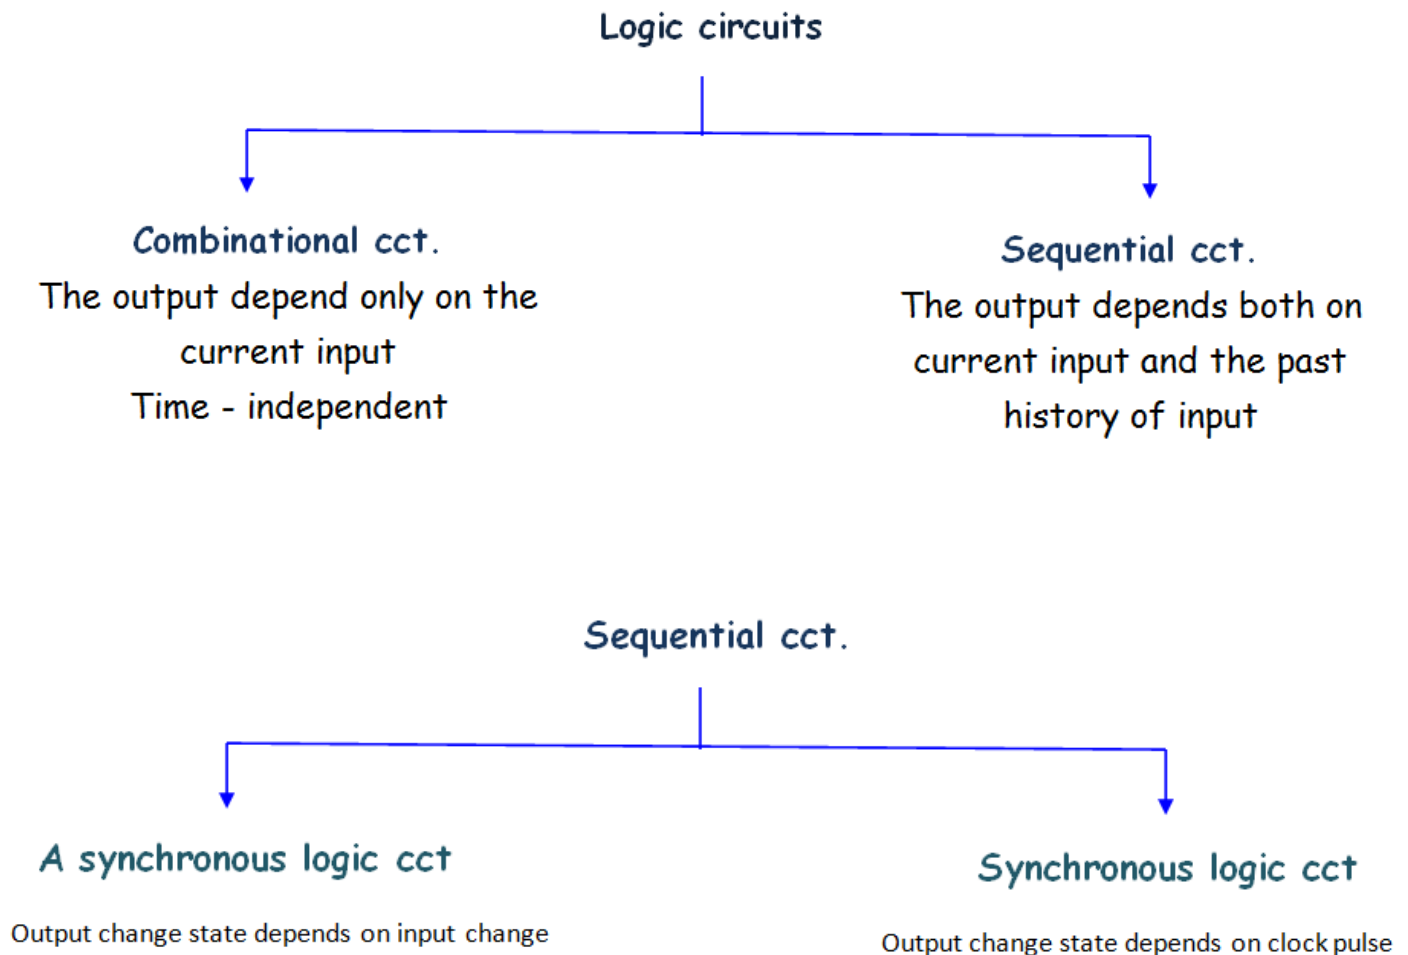 Logic circuits
Combinational cct.
The output depend only on the
current input
Time - independent
Sequential cct.
The output depends both on
current input and the past
history of input
Sequential cct.
A synchronous logic cct
Output change state depends on input change
Synchronous logic cct
Output change state depends on clock pulse